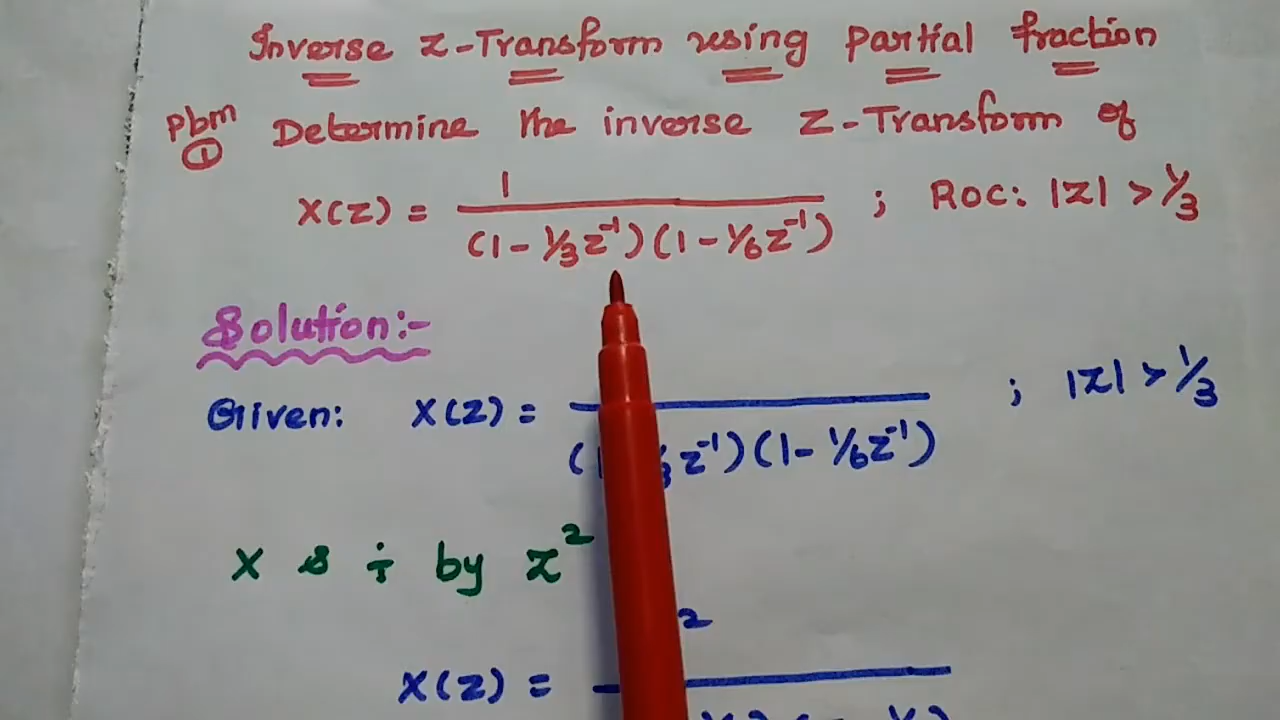 Inverse z-Transform using Partial fraction
Pbm ① Determine the inverse Z-Transform of
X(Z) = 1 / (1 - 1/3 z⁻¹)(1 - 1/6 z⁻¹) ; ROC: |Z| > 1/3
Solution:-
Given: X(Z) = / ( z⁻¹)(1 - 1/6 z⁻¹) ; |Z| > 1/3
X & ÷ by z²
X(Z) =